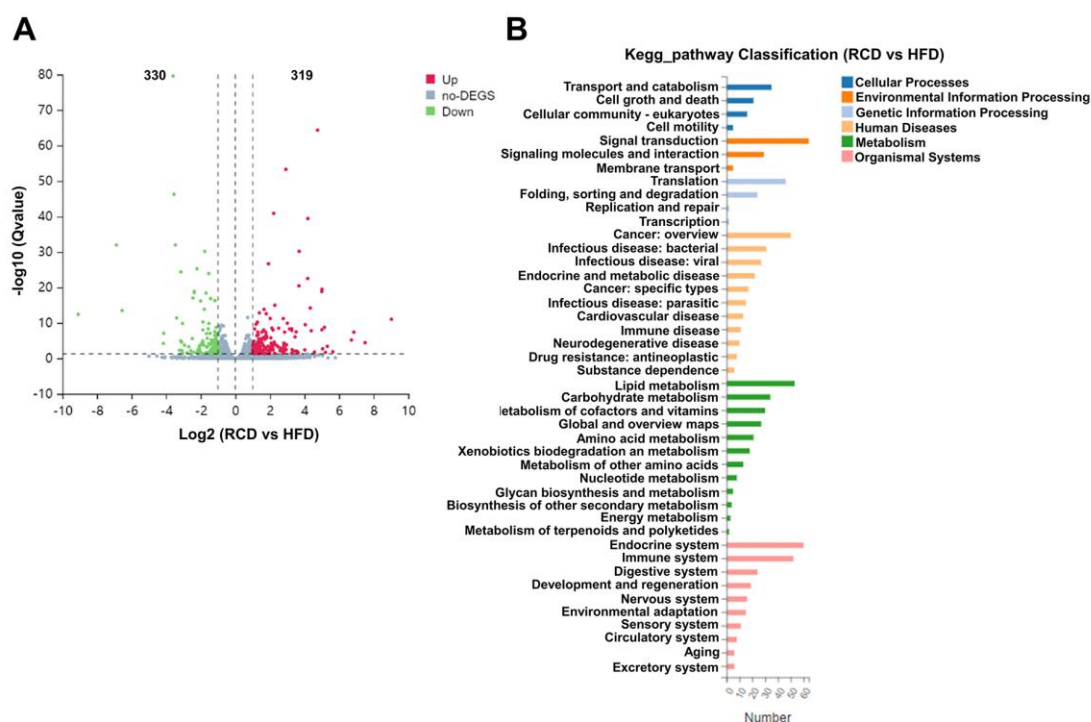 A
330
319
80
70
60
50
40
30
20
10
0
-10
-log10 (Qvalue)
-10
-8
-6
-4
-2
0
2
4
6
8
10
Log2 (RCD vs HFD)
Up
no-DEGS
Down
B
Kegg_pathway Classification (RCD vs HFD)
Transport and catabolism
Cell groth and death
Cellular community - eukaryotes
Cell motility
Signal transduction
Signaling molecules and interaction
Membrane transport
Translation
Folding, sorting and degradation
Replication and repair
Transcription
Cancer: overview
Infectious disease: bacterial
Infectious disease: viral
Endocrine and metabolic disease
Cancer: specific types
Infectious disease: parasitic
Cardiovascular disease
Immune disease
Neurodegenerative disease
Drug resistance: antineoplastic
Substance dependence
Lipid metabolism
Carbohydrate metabolism
Metabolism of cofactors and vitamins
Global and overview maps
Amino acid metabolism
Xenobiotics biodegradation an metabolism
Metabolism of other amino acids
Nucleotide metabolism
Glycan biosynthesis and metabolism
Biosynthesis of other secondary metabolism
Energy metabolism
Metabolism of terpenoids and polyketides
Endocrine system
Immune system
Digestive system
Development and regeneration
Nervous system
Environmental adaptation
Sensory system
Circulatory system
Aging
Excretory system
0
10
20
30
40
50
60
Number
Cellular Processes
Environmental Information Processing
Genetic Information Processing
Human Diseases
Metabolism
Organismal Systems